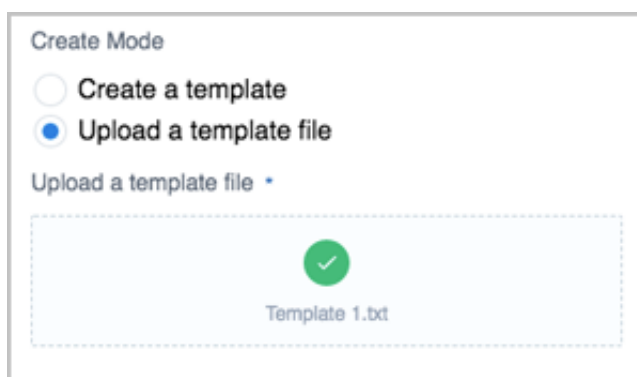 Create Mode
Create a template
Upload a template file
Upload a template file *
Template 1.txt